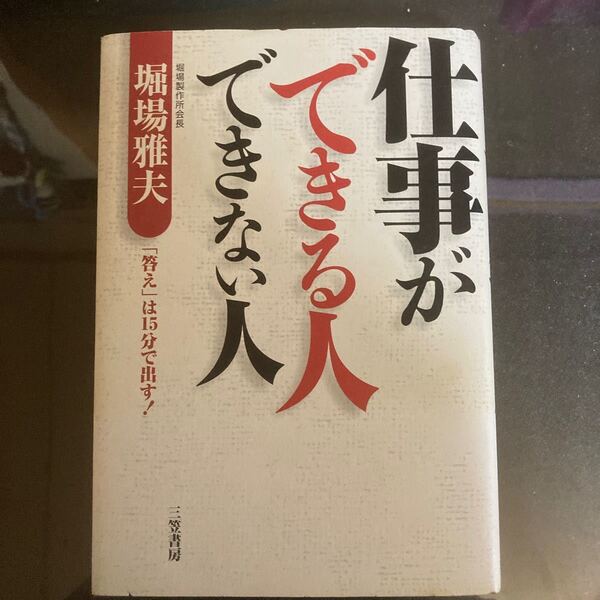 仕事が
できる人
できない人
堀場製作所会長
堀場雅夫
「答え」は15分で出す!
三笠書房